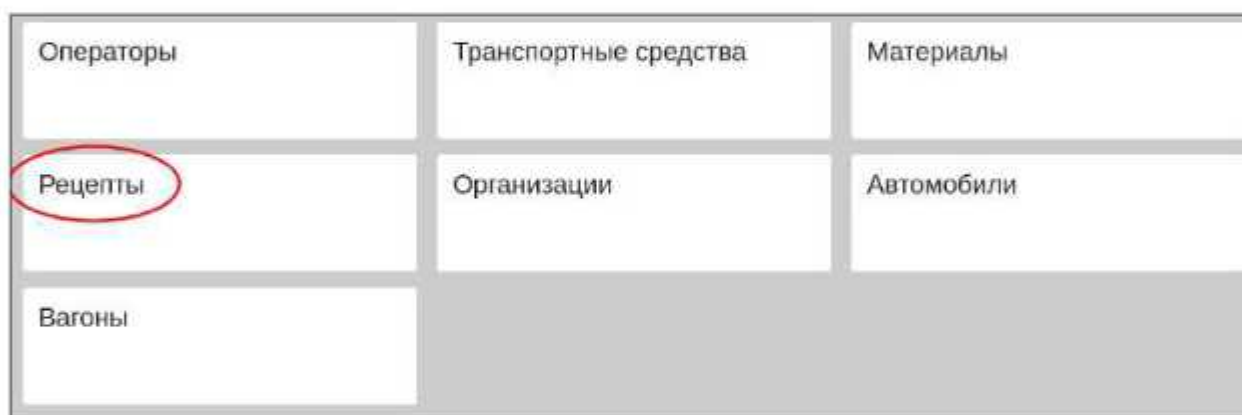 Операторы
Транспортные средства
Материалы
Рецепты
Организации
Автомобили
Вагоны